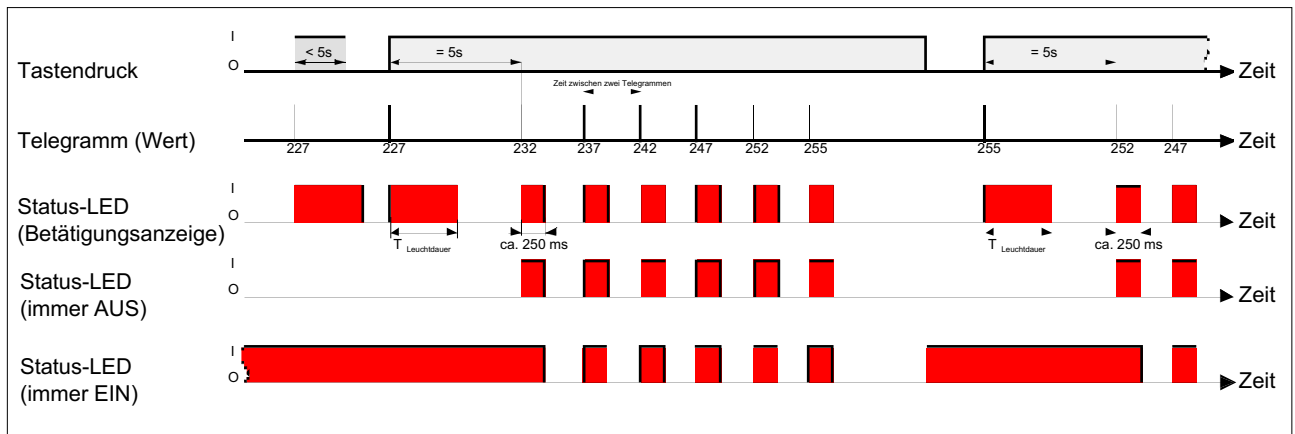 I
< 5s
= 5s
= 5s
Tastendruck
O
Zeit
Zeit zwischen zwei Telegrammen
Telegramm (Wert)
Zeit
227
227
232
237
242
247
252
255
255
252
247
I
Status-LED
(Betätigungsanzeige)
O
Zeit
T Leuchtdauer
ca. 250 ms
T Leuchtdauer
ca. 250 ms
I
Status-LED
(immer AUS)
O
Zeit
I
Status-LED
(immer EIN)
O
Zeit